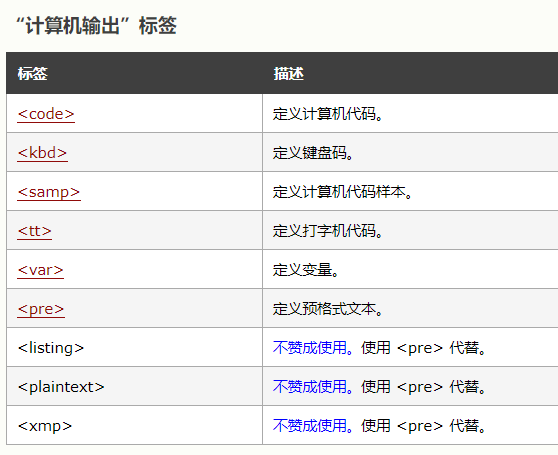 “计算机输出”标签
标签 描述
<code> 定义计算机代码。
<kbd> 定义键盘码。
<samp> 定义计算机代码样本。
<tt> 定义打字机代码。
<var> 定义变量。
<pre> 定义预格式文本。
<listing> 不赞成使用。使用 <pre> 代替。
<plaintext> 不赞成使用。使用 <pre> 代替。
<xmp> 不赞成使用。使用 <pre> 代替。